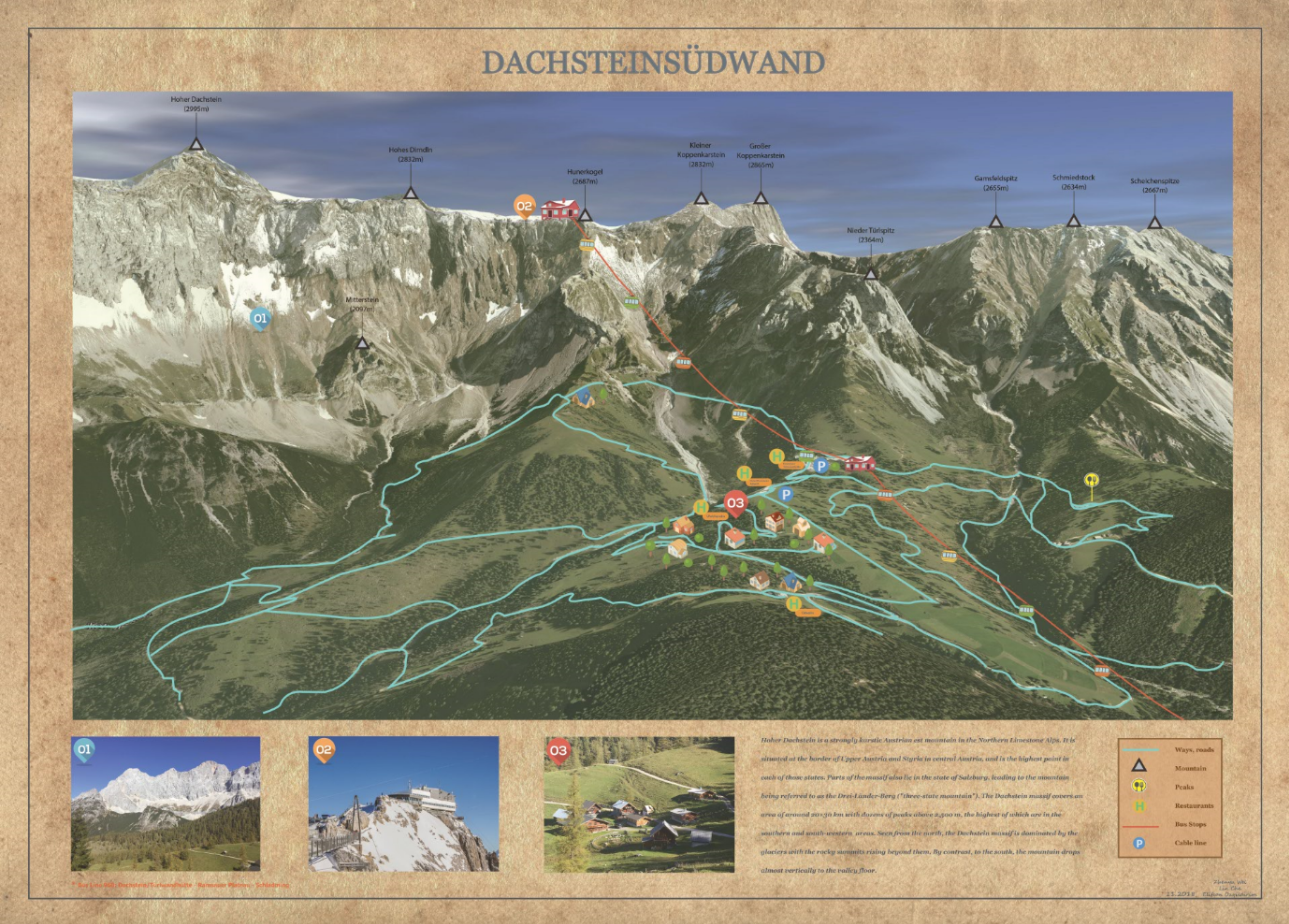 DACHSTEINSÜDWAND
Hoher Dachstein
(2995m)
Hohes Dirndln
(2832m)
Hunerkogel
(2687m)
Kleiner
Koppenkarstein
(2832m)
Großer
Koppenkarstein
(2865m)
Gamsfeldspitz
(2655m)
Schmiedstock
(2634m)
Scheichenspitze
(2667m)
Nieder Türlspitz
(2364m)
Mitterstein
02
01
03
H
P
H
P
H
H
01
02
03
Hoher Dachstein is a strongly karstic Austrian est mountain in the Northern Limestone Alps. It is
situated at the border of Upper Austria and Styria in central Austria, and is the highest point in
each of those states. Parts of the massif also lie in the state of Salzburg, leading to the mountain
being referred to as the Drei-Länder-Berg ("three-state mountain"). The Dachstein massif covers an
area of around 20×30 km with dozens of peaks above 2,500 m, the highest of which are in the
southern and south-western areas. Seen from the north, the Dachstein massif is dominated by the
glaciers with the rocky summits rising beyond them. By contrast, to the south, the mountain drops
almost vertically to the valley floor.
Ways, roads
Mountain
Peaks
H Restaurants
Bus Stops
P Cable line